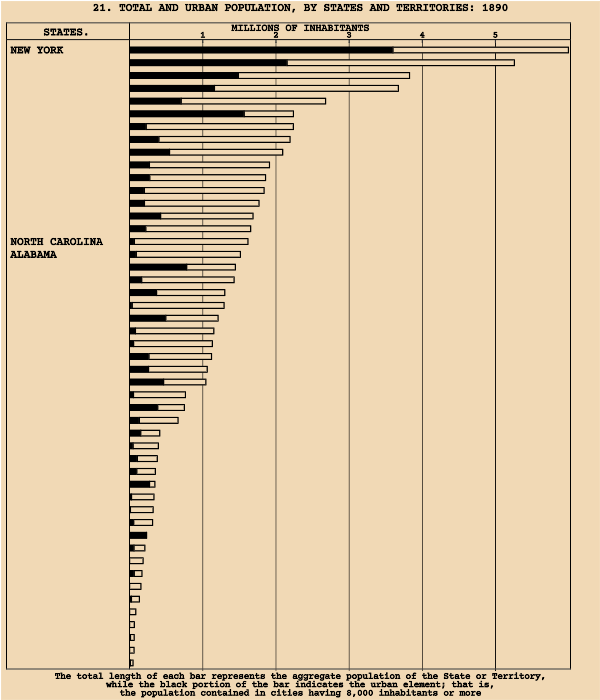 21. TOTAL AND URBAN POPULATION, BY STATES AND TERRITORIES: 1890
STATES.
MILLIONS OF INHABITANTS
1 2 3 4 5
NEW YORK
NORTH CAROLINA
ALABAMA
The total length of each bar represents the aggregate population of the State or Territory,
while the black portion of the bar indicates the urban element; that is,
the population contained in cities having 8,000 inhabitants or more